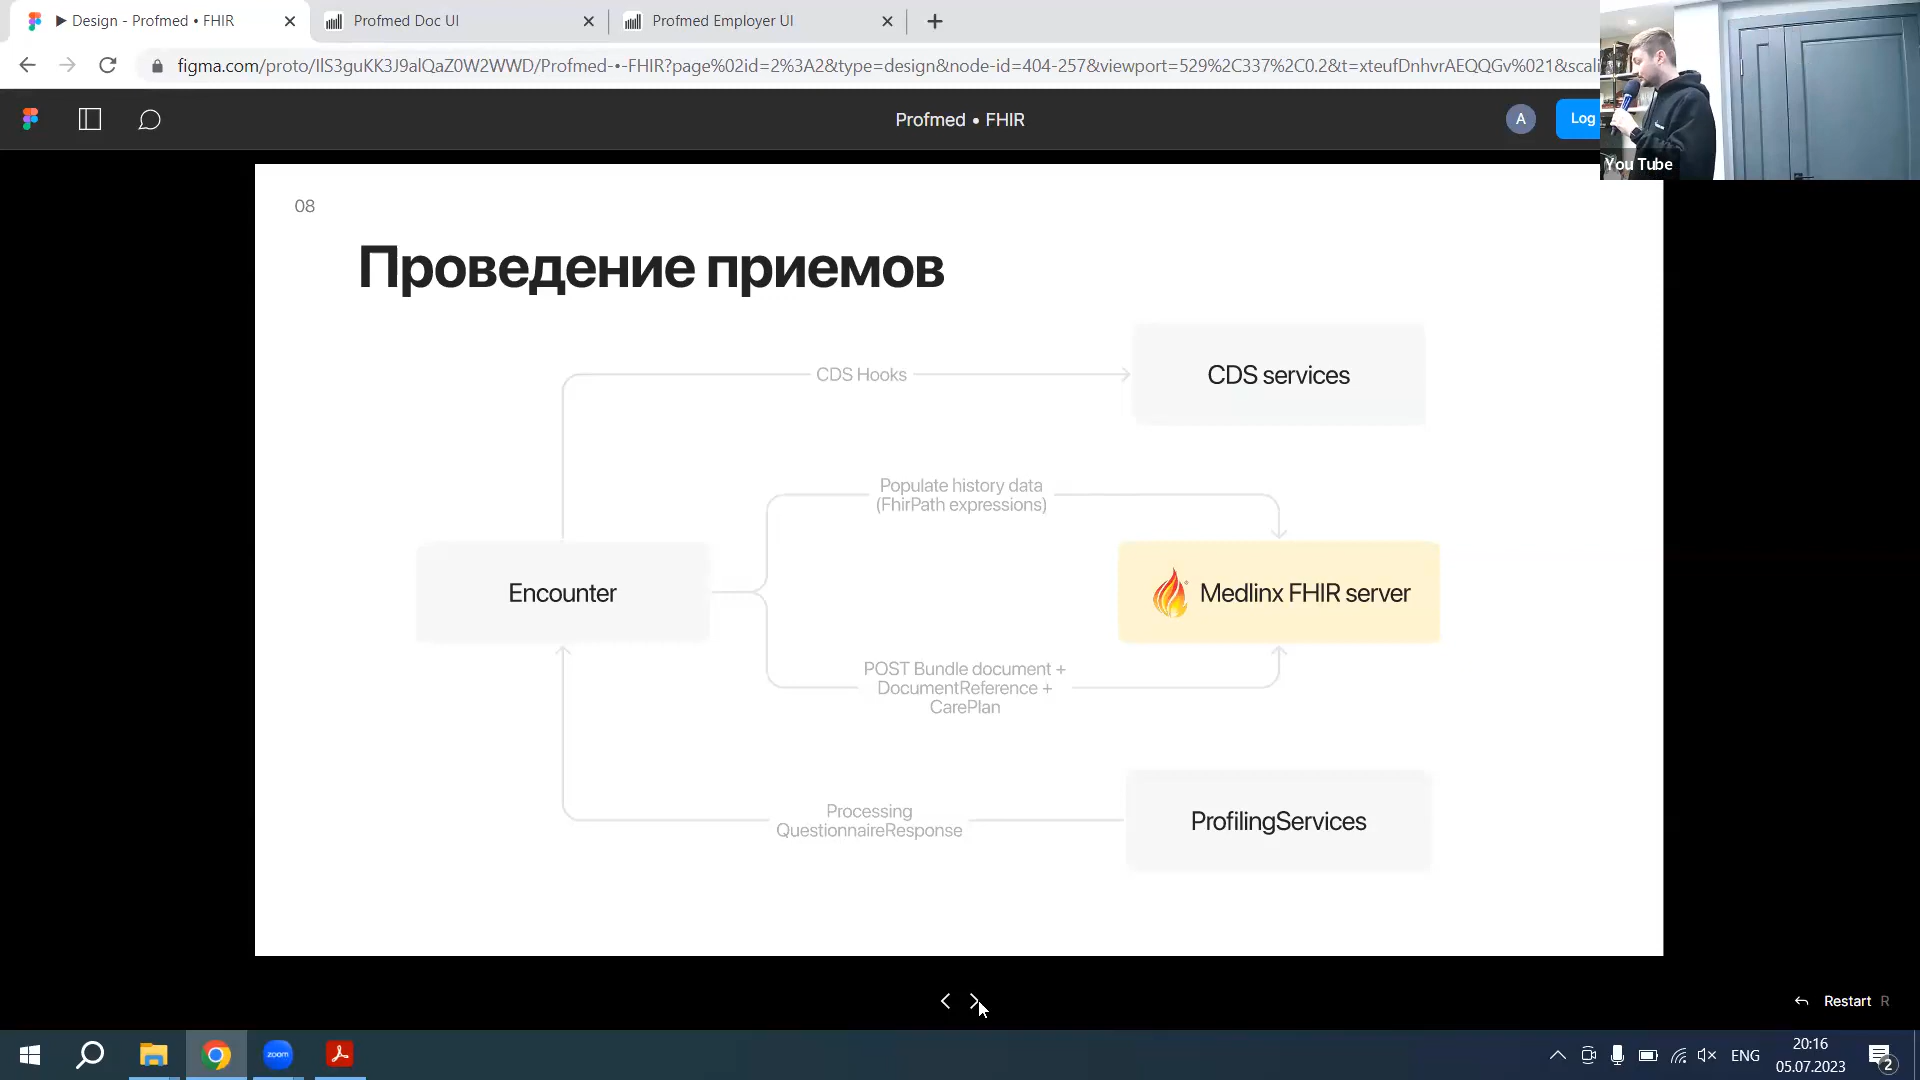 Design - Profmed • FHIR
Profmed Doc UI
Profmed Employer UI
figma.com/proto/IlS3guKK3J9alQaZ0W2WWD/Profmed-•-FHIR?page%02id=2%3A2&type=design&node-id=404-257&viewport=529%2C337%2C0.2&t=xteufDnhvrAEQQGv%021&scali
Profmed • FHIR
A
Log
You Tube
08
Проведение приемов
CDS Hooks
CDS services
Populate history data
(FhirPath expressions)
Encounter
Medlinx FHIR server
POST Bundle document +
DocumentReference +
CarePlan
Processing
QuestionnaireResponse
ProfilingServices
Restart R
zoom
ENG
20:16
05.07.2023
2